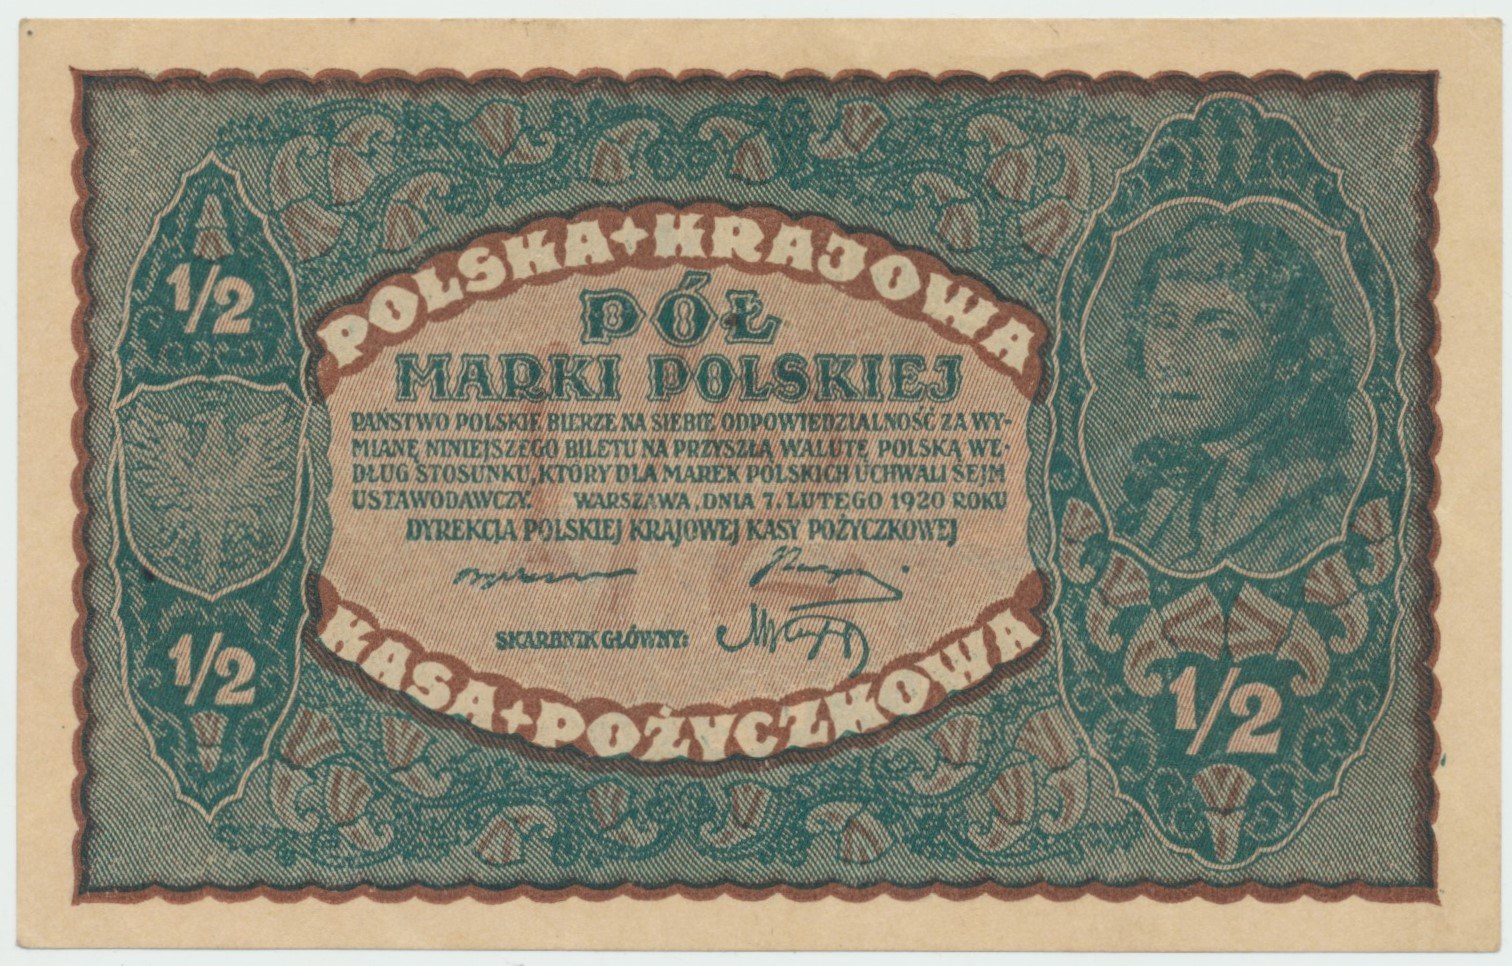 POLSKA + KRAJOWA
1/2
PÓŁ
MARKI POLSKIEJ
PAŃSTWO POLSKIE BIERZE NA SIEBIE ODPOWIEDZIALNOŚĆ ZA WY-
MIANĘ NINIEJSZEGO BILETU NA PRZYSZŁĄ WALUTĘ POLSKĄ WE-
DŁUG STOSUNKU, KTÓRY DLA MAREK POLSKICH UCHWALI SEJM
USTAWODAWCZY. WARSZAWA, DNIA 7. LUTEGO 1920 ROKU
DYREKCJA POLSKIEJ KRAJOWEJ KASY POŻYCZKOWEJ
SKARBNIK GŁÓWNY:
1/2
1/2
KASA + POŻYCZKOWA